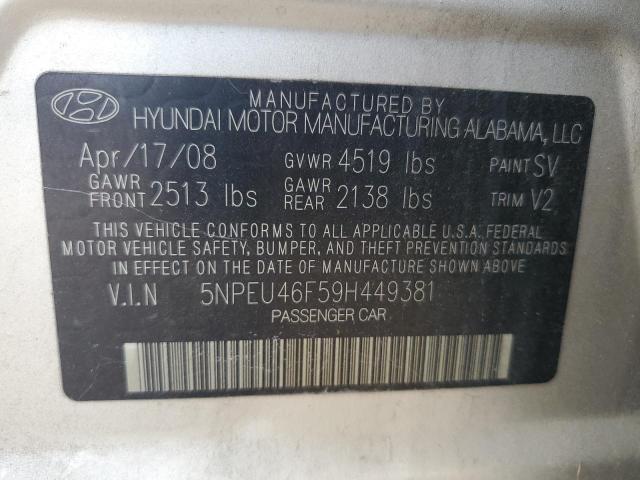 MANUFACTURED BY
HYUNDAI MOTOR MANUFACTURING ALABAMA, LLC
Apr/17/08 GVWR 4519 lbs PAINT SV
GAWR FRONT 2513 lbs GAWR REAR 2138 lbs TRIM V2
THIS VEHICLE CONFORMS TO ALL APPLICABLE U.S.A. FEDERAL
MOTOR VEHICLE SAFETY, BUMPER, AND THEFT PREVENTION STANDARDS
IN EFFECT ON THE DATE OF MANUFACTURE SHOWN ABOVE.
V.I.N 5NPEU46F59H449381
PASSENGER CAR